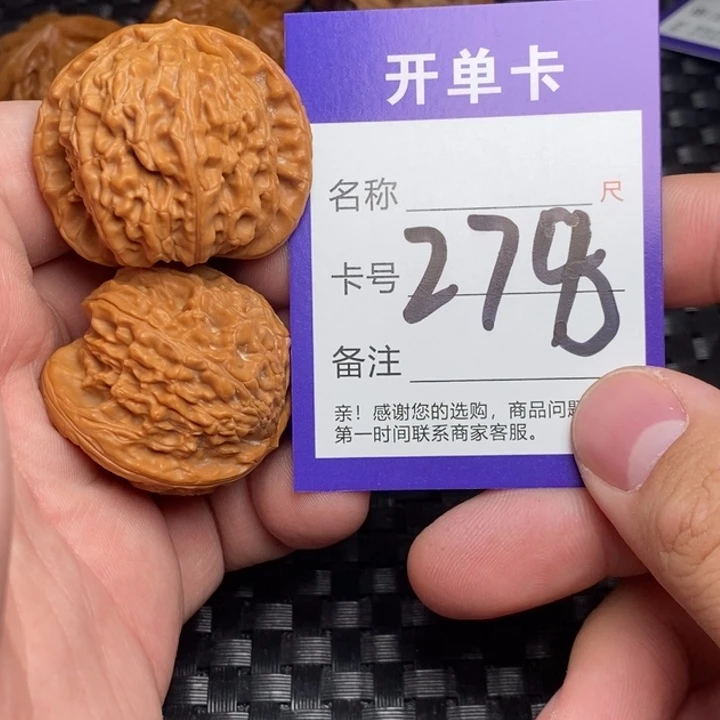 开单卡
名称
尺
卡号 278
备注
亲！感谢您的选购，商品问题
第一时间联系商家客服。